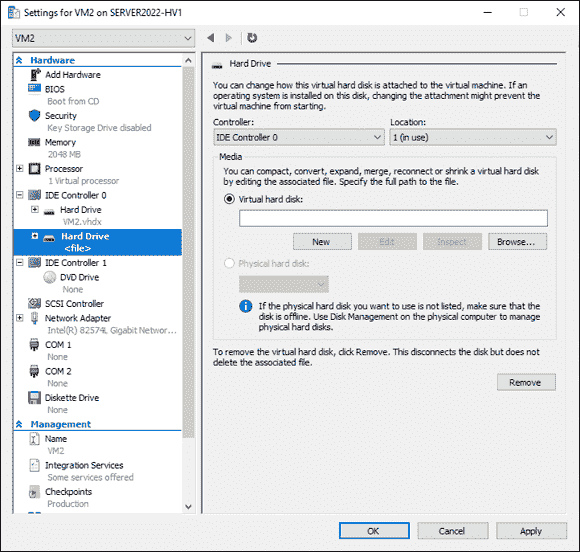 Settings for VM2 on SERVER2022-HV1
VM2
Hardware
Add Hardware
BIOS
Boot from CD
Security
Key Storage Drive disabled
Memory
2048 MB
Processor
1 Virtual processor
IDE Controller 0
Hard Drive
VM2.vhdx
Hard Drive
<file>
IDE Controller 1
DVD Drive
None
SCSI Controller
Network Adapter
Intel(R) 82574L Gigabit Networ...
COM 1
None
COM 2
None
Diskette Drive
None
Management
Name
VM2
Integration Services
Some services offered
Checkpoints
Production
Hard Drive
You can change how this virtual hard disk is attached to the virtual machine. If an
operating system is installed on this disk, changing the attachment might prevent the
virtual machine from starting.
Controller:
Location:
IDE Controller 0
1 (in use)
Media
You can compact, convert, expand, merge, reconnect or shrink a virtual hard disk
by editing the associated file. Specify the full path to the file.
Virtual hard disk:
New
Edit
Inspect
Browse...
Physical hard disk:
If the physical hard disk you want to use is not listed, make sure that the
disk is offline. Use Disk Management on the physical computer to manage
physical hard disks.
To remove the virtual hard disk, click Remove. This disconnects the disk but does not
delete the associated file.
Remove
OK
Cancel
Apply